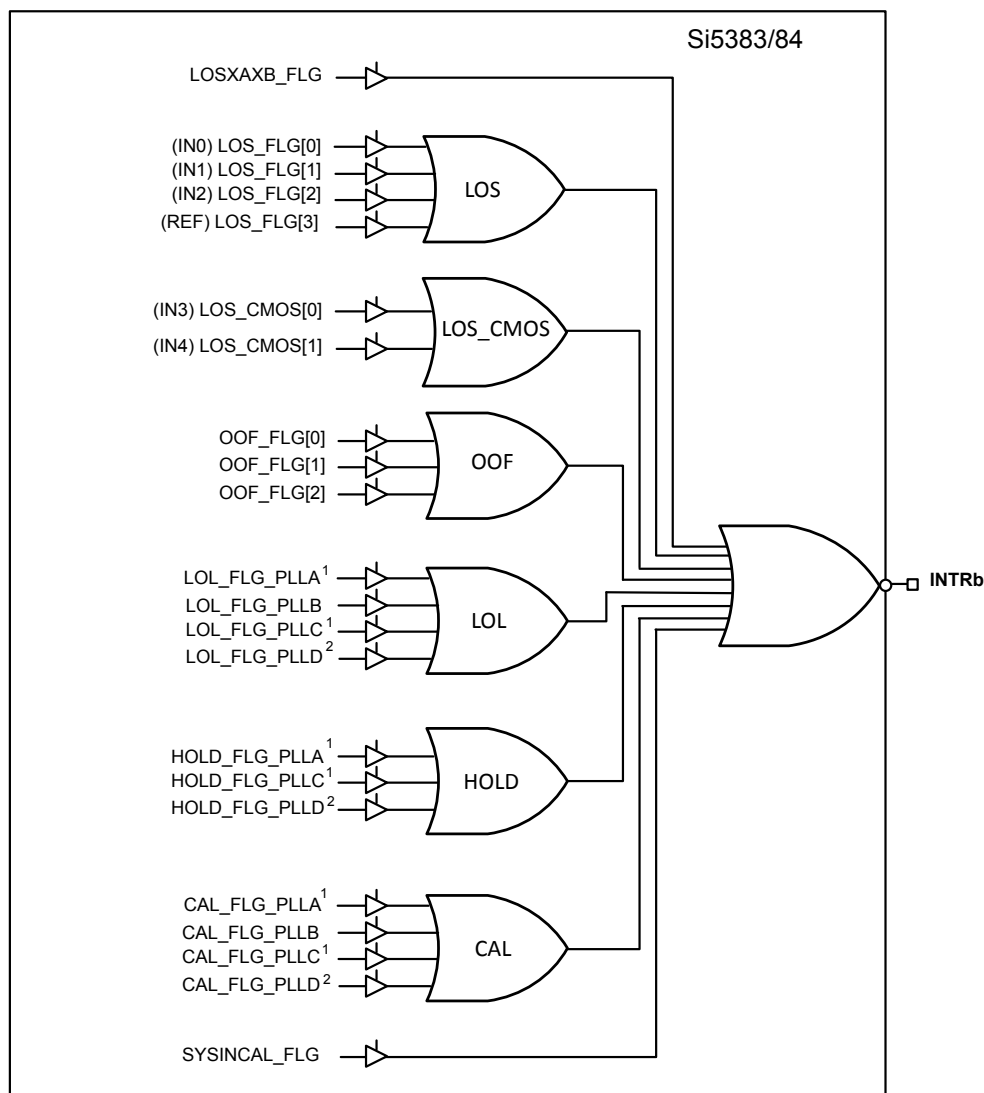 Si5383/84
LOSXAXB_FLG
(IN0) LOS_FLG[0]
(IN1) LOS_FLG[1]
(IN2) LOS_FLG[2]
(REF) LOS_FLG[3]
LOS
(IN3) LOS_CMOS[0]
(IN4) LOS_CMOS[1]
LOS_CMOS
OOF_FLG[0]
OOF_FLG[1]
OOF_FLG[2]
OOF
INTRb
LOL_FLG_PLLA¹
LOL_FLG_PLLB
LOL_FLG_PLLC¹
LOL_FLG_PLLD²
LOL
HOLD_FLG_PLLA¹
HOLD_FLG_PLLC¹
HOLD_FLG_PLLD²
HOLD
CAL_FLG_PLLA¹
CAL_FLG_PLLB
CAL_FLG_PLLC¹
CAL_FLG_PLLD²
CAL
SYSINCAL_FLG